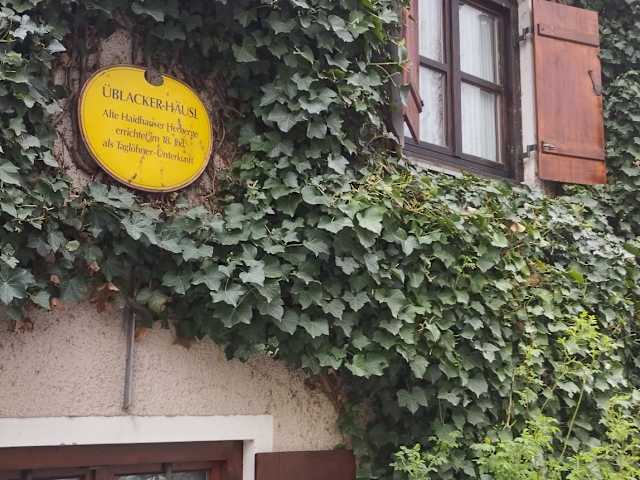 ÜBLACKER-HÄUSL
Alte Haidhauser Herberge
errichtet im 18. Jhd.
als Taglöhner-Unterkunft